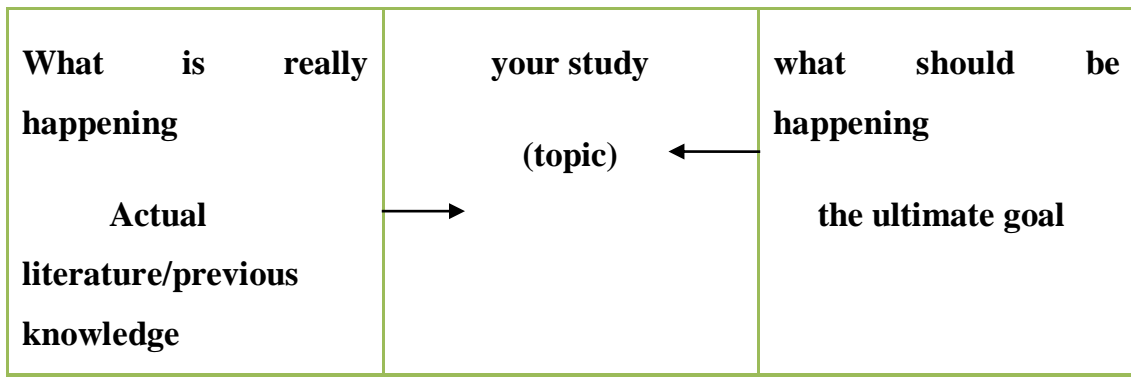 What is really
happening
Actual
literature/previous
knowledge
your study
(topic)
what should be
happening
the ultimate goal